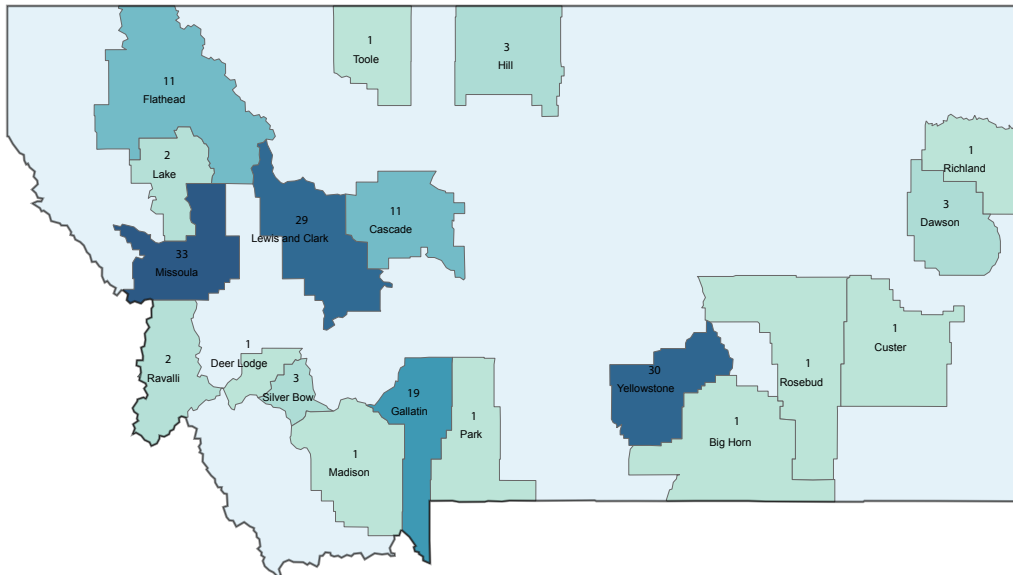 1
Toole
3
Hill
11
Flathead
2
Lake
1
Richland
3
Dawson
29
Lewis and Clark
11
Cascade
33
Missoula
2
Ravalli
1
Deer Lodge
3
Silver Bow
19
Gallatin
1
Park
1
Madison
30
Yellowstone
1
Rosebud
1
Custer
1
Big Horn